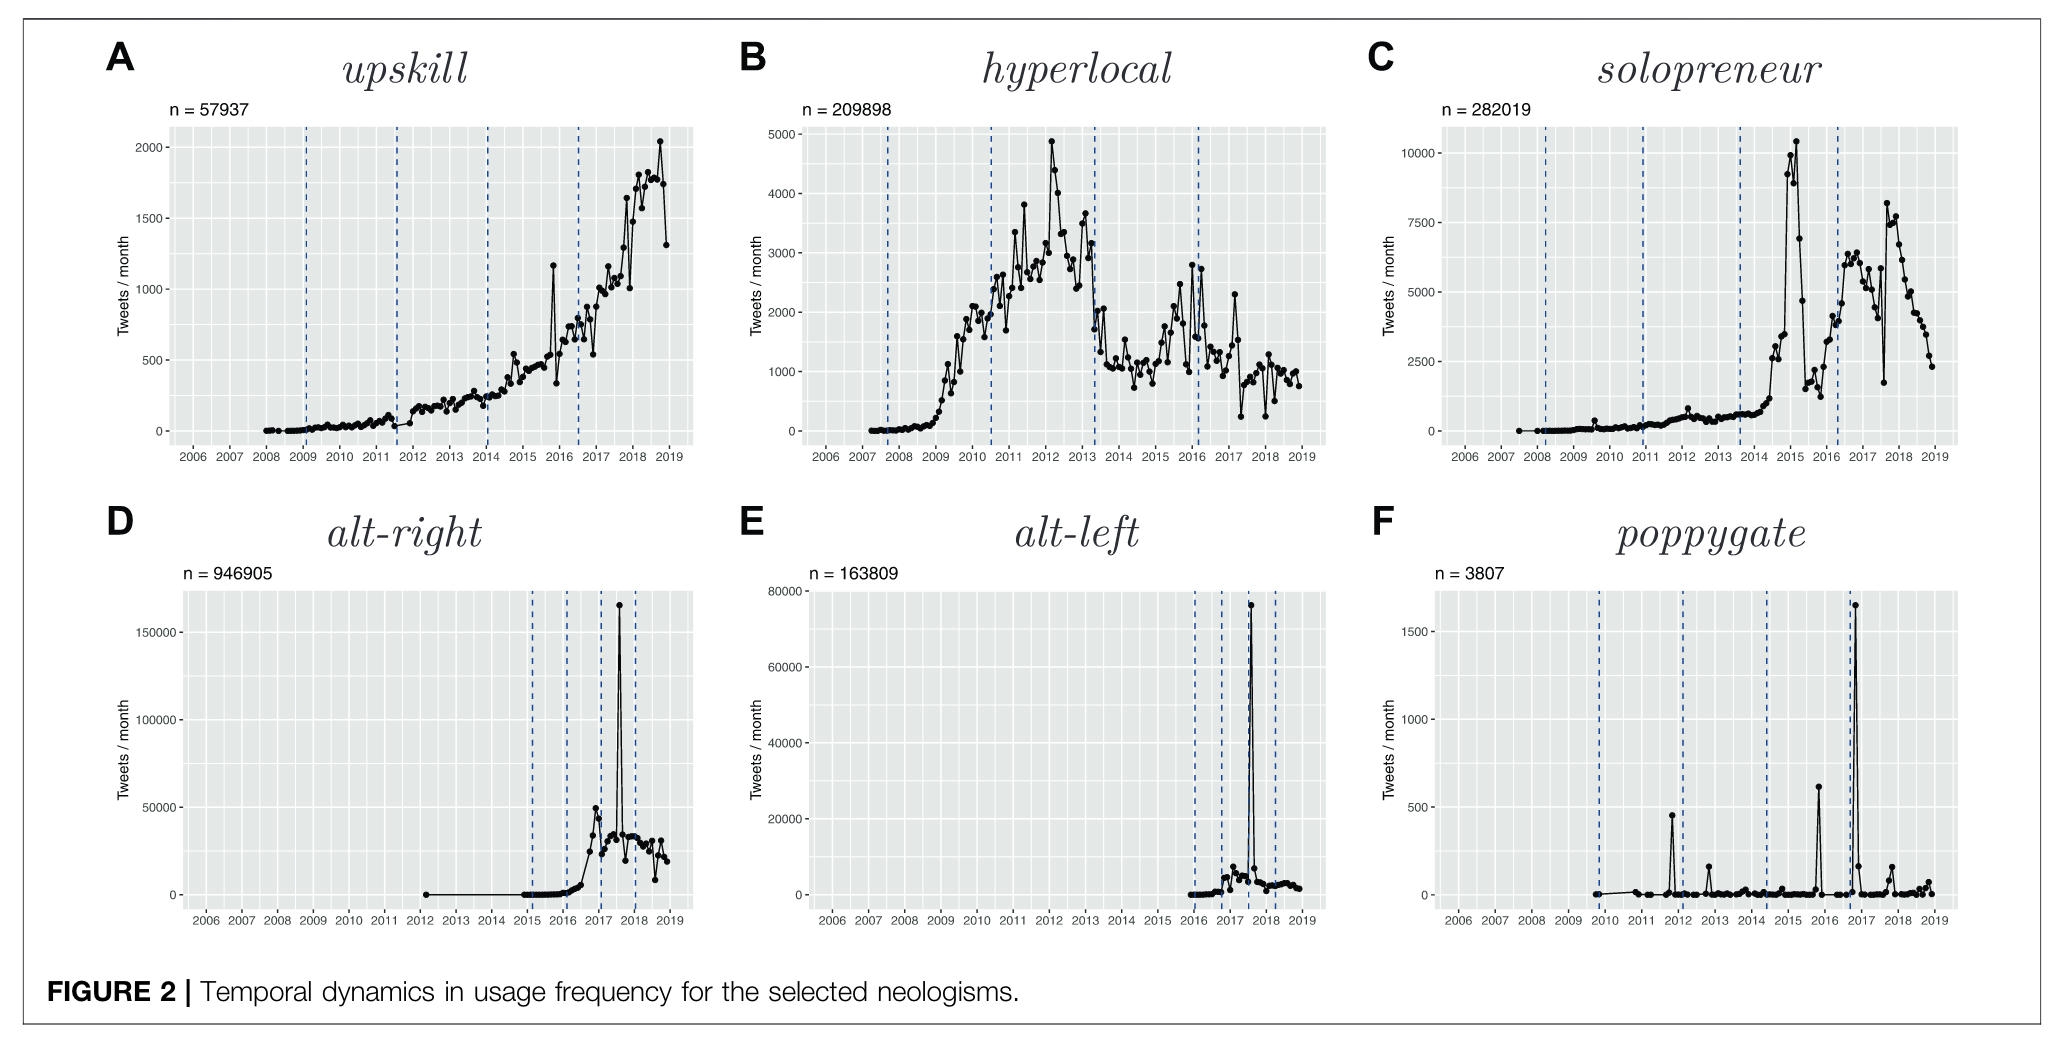 A
upskill
n = 57937
Tweets / month
2000
1500
1000
500
0
2006 2007 2008 2009 2010 2011 2012 2013 2014 2015 2016 2017 2018 2019
B
hyperlocal
n = 209898
Tweets / month
5000
4000
3000
2000
1000
0
2006 2007 2008 2009 2010 2011 2012 2013 2014 2015 2016 2017 2018 2019
C
solopreneur
n = 282019
Tweets / month
10000
7500
5000
2500
0
2006 2007 2008 2009 2010 2011 2012 2013 2014 2015 2016 2017 2018 2019
D
alt-right
n = 946905
Tweets / month
150000
100000
50000
0
2006 2007 2008 2009 2010 2011 2012 2013 2014 2015 2016 2017 2018 2019
E
alt-left
n = 163809
Tweets / month
80000
60000
40000
20000
0
2006 2007 2008 2009 2010 2011 2012 2013 2014 2015 2016 2017 2018 2019
F
poppygate
n = 3807
Tweets / month
1500
1000
500
0
2006 2007 2008 2009 2010 2011 2012 2013 2014 2015 2016 2017 2018 2019
FIGURE 2 | Temporal dynamics in usage frequency for the selected neologisms.